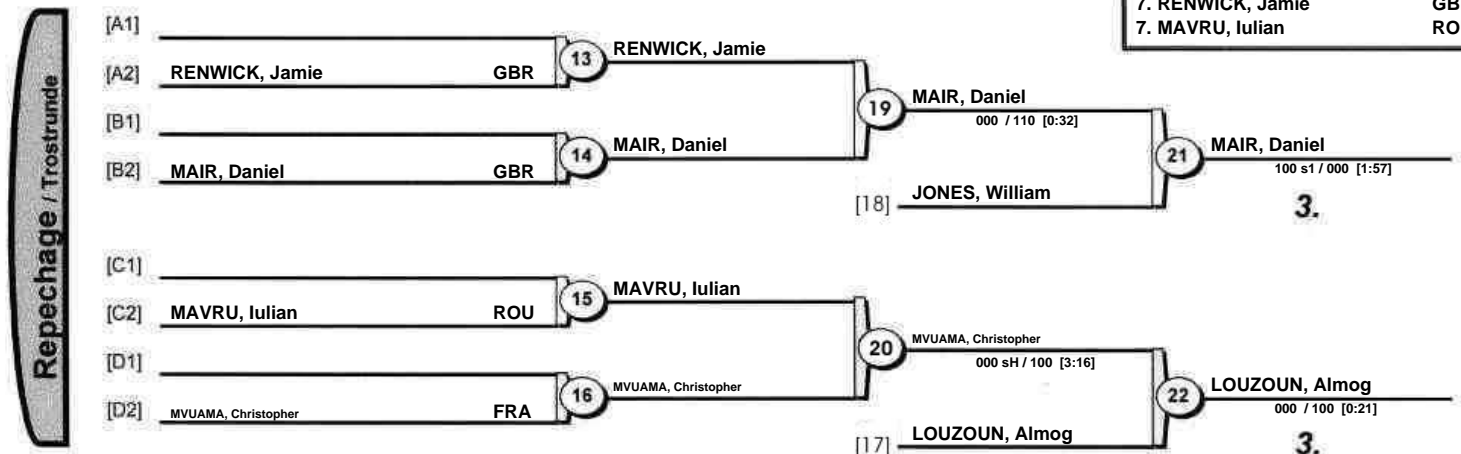 7. RENWICK, Jamie GB
7. MAVRU, Iulian RO
Repechage / Trostrunde
[A1]
[A2] RENWICK, Jamie GBR
13
RENWICK, Jamie
[B1]
[B2] MAIR, Daniel GBR
14
MAIR, Daniel
19
MAIR, Daniel
000 / 110 [0:32]
[18] JONES, William
21
MAIR, Daniel
100 s1 / 000 [1:57]
3.
[C1]
[C2] MAVRU, Iulian ROU
15
MAVRU, Iulian
[D1]
[D2] MVUAMA, Christopher FRA
16
MVUAMA, Christopher
20
MVUAMA, Christopher
000 sH / 100 [3:16]
[17] LOUZOUN, Almog
22
LOUZOUN, Almog
000 / 100 [0:21]
3.